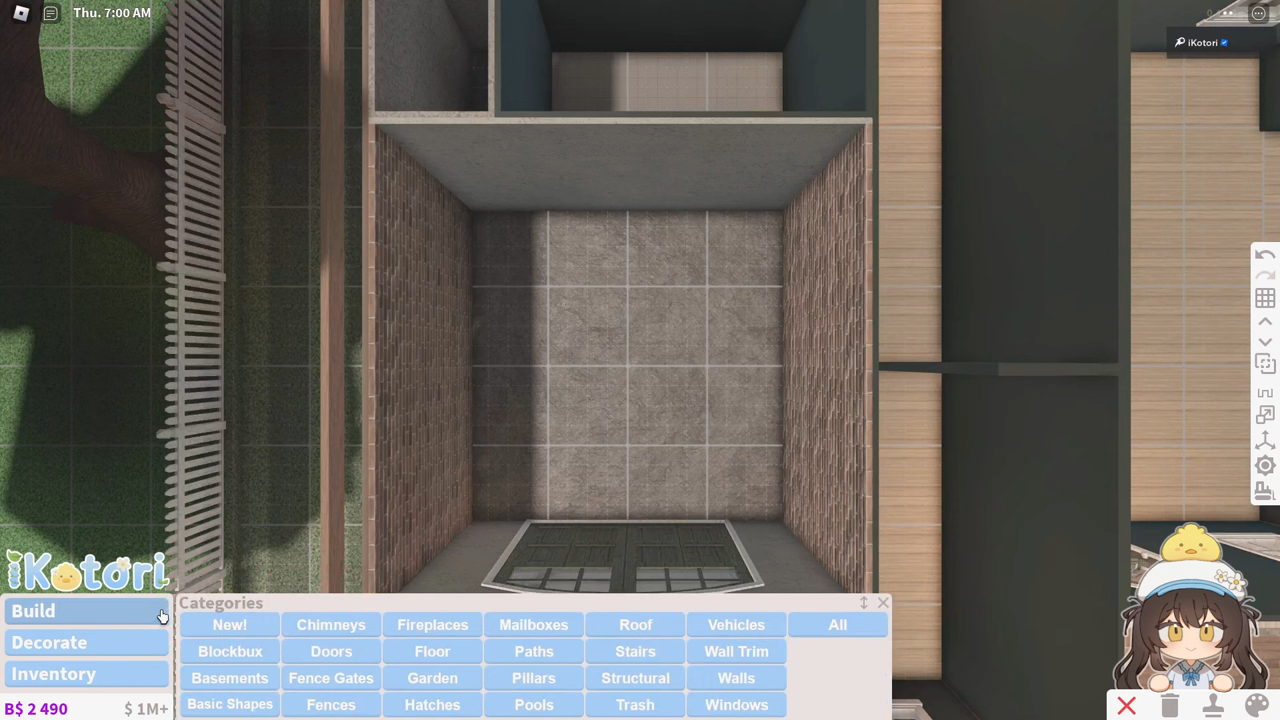 Thu. 7:00 AM
iKotori
iKotori
Build
Decorate
Inventory
B$ 2 490
$ 1M+
Categories
New! Chimneys Fireplaces Mailboxes Roof Vehicles All
Blockbux Doors Floor Paths Stairs Wall Trim
Basements Fence Gates Garden Pillars Structural Walls
Basic Shapes Fences Hatches Pools Trash Windows